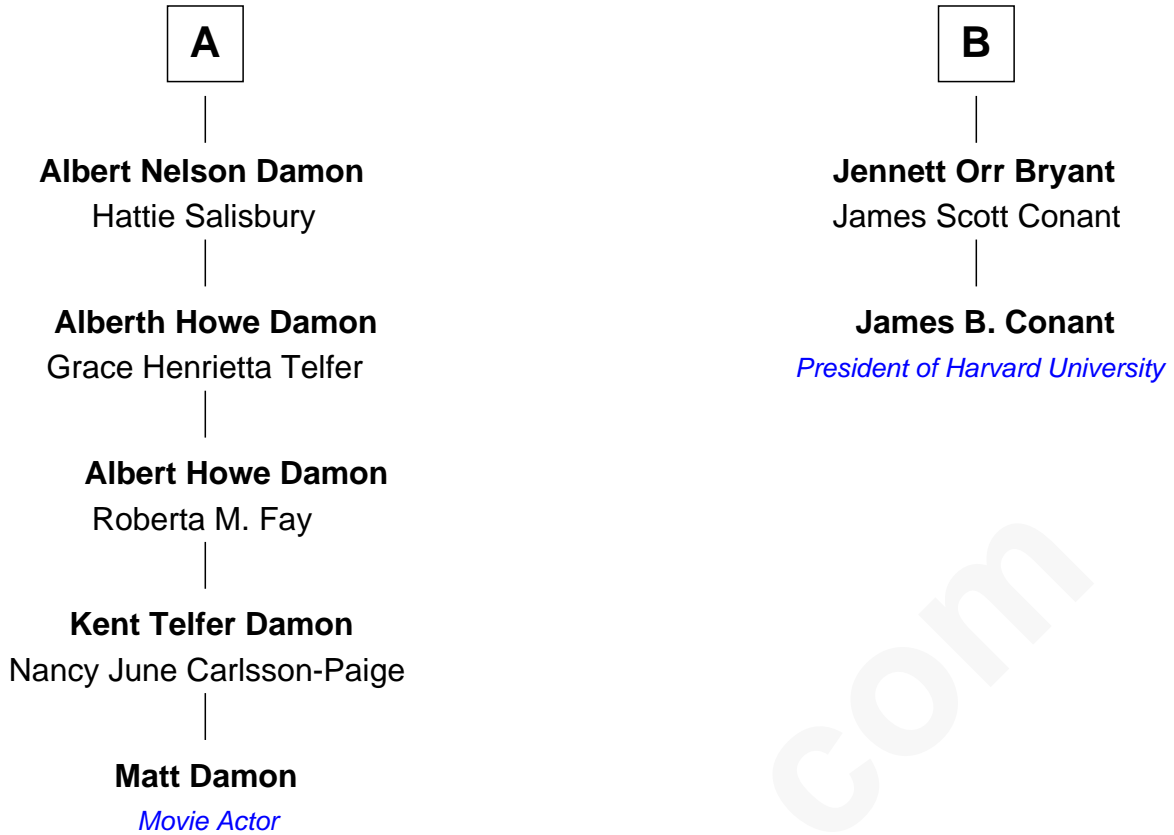 A
Albert Nelson Damon
Hattie Salisbury
Alberth Howe Damon
Grace Henrietta Telfer
Albert Howe Damon
Roberta M. Fay
Kent Telfer Damon
Nancy June Carlsson-Paige
Matt Damon
Movie Actor
B
Jennett Orr Bryant
James Scott Conant
James B. Conant
President of Harvard University
com